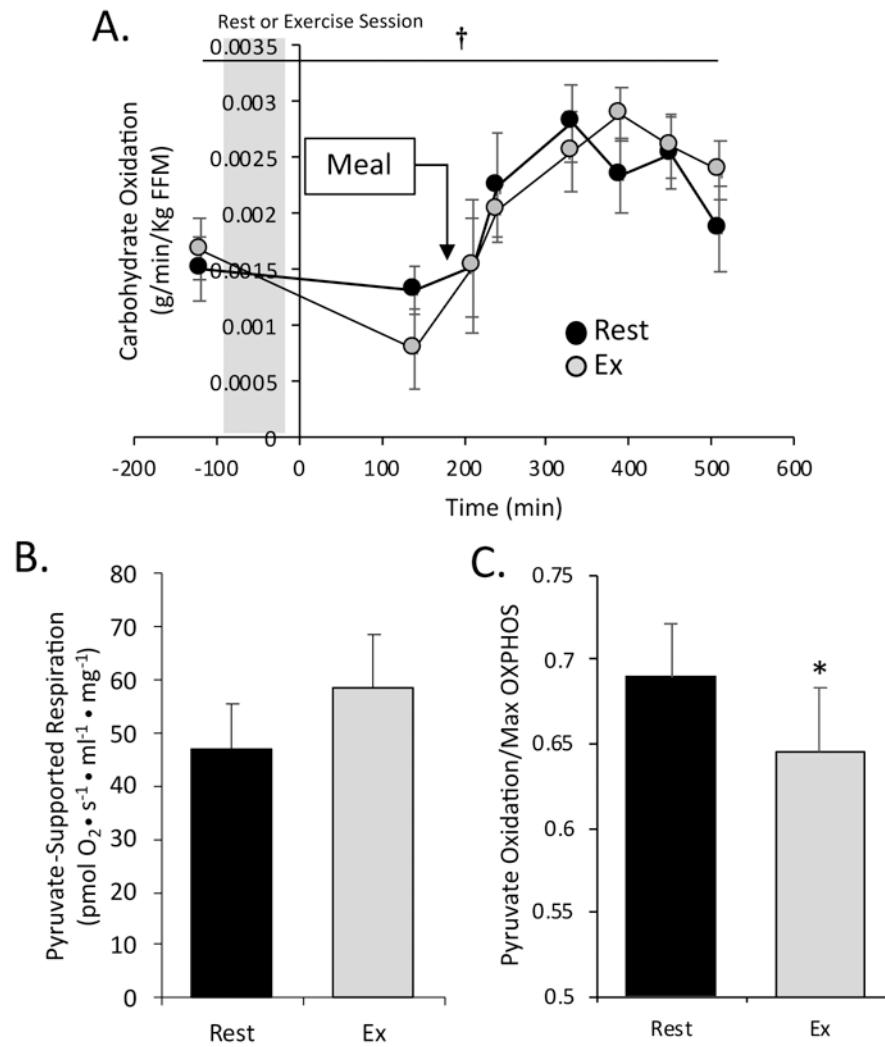 A.
Rest or Exercise Session
†
0.0035
0.003
0.0025
0.002
0.0015
0.001
0.0005
0
Carbohydrate Oxidation
(g/min/Kg FFM)
Meal
Rest
Ex
-200 -100 0 100 200 300 400 500 600
Time (min)
B.
80
70
60
50
40
30
20
10
0
Pyruvate-Supported Respiration
(pmol O₂ • s⁻¹ • ml⁻¹ • mg⁻¹)
Rest Ex
C.
0.75
0.7
0.65
0.6
0.55
0.5
Pyruvate Oxidation/Max OXPHOS
*
Rest Ex